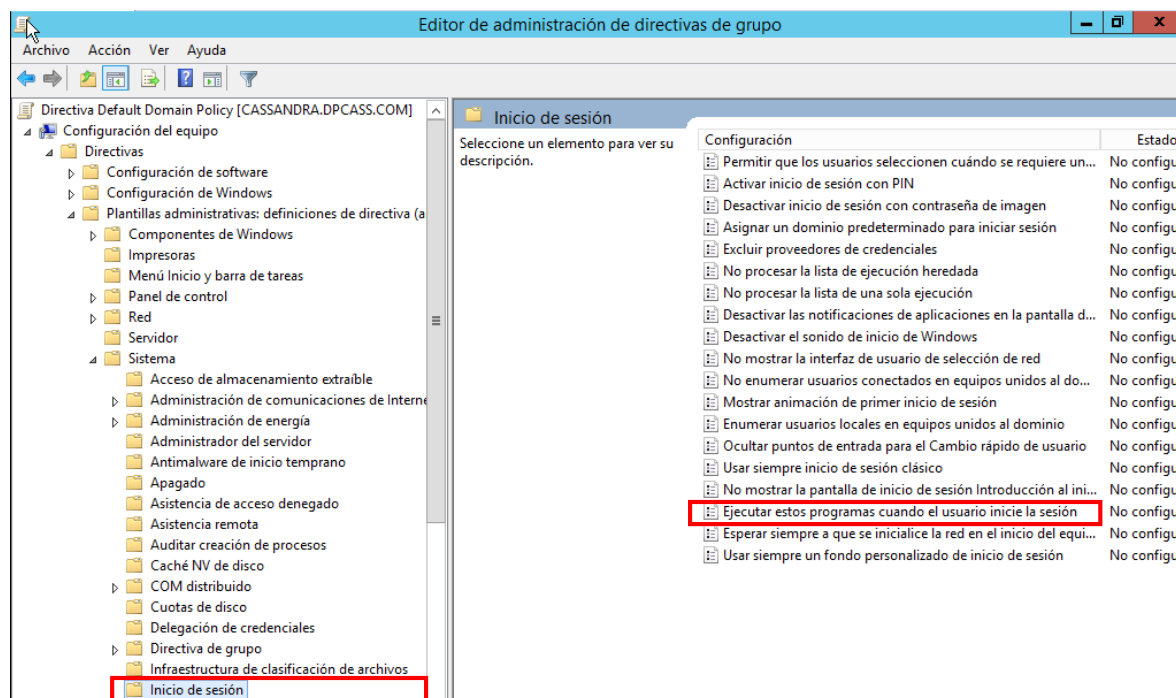 Editor de administración de directivas de grupo
Archivo Acción Ver Ayuda
Directiva Default Domain Policy [CASSANDRA.DPCASS.COM]
Configuración del equipo
Directivas
Configuración de software
Configuración de Windows
Plantillas administrativas: definiciones de directiva (a
Componentes de Windows
Impresoras
Menú Inicio y barra de tareas
Panel de control
Red
Servidor
Sistema
Acceso de almacenamiento extraíble
Administración de comunicaciones de Interne
Administración de energía
Administrador del servidor
Antimalware de inicio temprano
Apagado
Asistencia de acceso denegado
Asistencia remota
Auditar creación de procesos
Caché NV de disco
COM distribuido
Cuotas de disco
Delegación de credenciales
Directiva de grupo
Infraestructura de clasificación de archivos
Inicio de sesión
Inicio de sesión
Seleccione un elemento para ver su
descripción.
Configuración Estado
Permitir que los usuarios seleccionen cuándo se requiere un... No configu
Activar inicio de sesión con PIN No configu
Desactivar inicio de sesión con contraseña de imagen No configu
Asignar un dominio predeterminado para iniciar sesión No configu
Excluir proveedores de credenciales No configu
No procesar la lista de ejecución heredada No configu
No procesar la lista de una sola ejecución No configu
Desactivar las notificaciones de aplicaciones en la pantalla d... No configu
Desactivar el sonido de inicio de Windows No configu
No mostrar la interfaz de usuario de selección de red No configu
No enumerar usuarios conectados en equipos unidos al do... No configu
Mostrar animación de primer inicio de sesión No configu
Enumerar usuarios locales en equipos unidos al dominio No configu
Ocultar puntos de entrada para el Cambio rápido de usuario No configu
Usar siempre inicio de sesión clásico No configu
No mostrar la pantalla de inicio de sesión Introducción al ini... No configu
Ejecutar estos programas cuando el usuario inicie la sesión No configu
Esperar siempre a que se inicialice la red en el inicio del equi... No configu
Usar siempre un fondo personalizado de inicio de sesión No configu